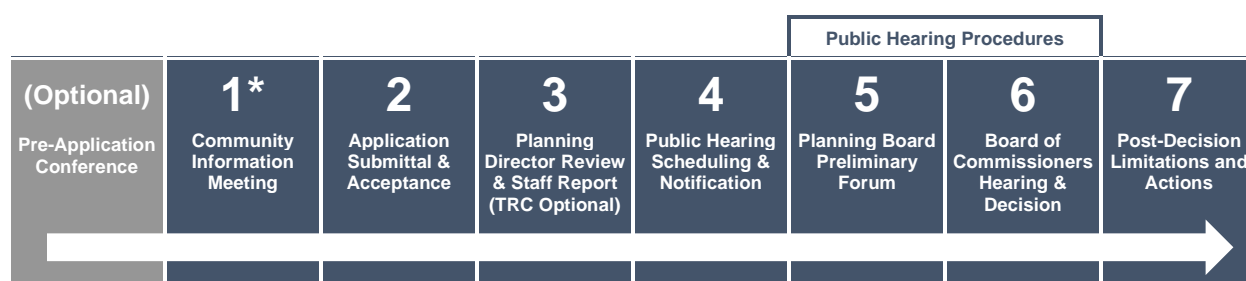 Public Hearing Procedures
(Optional)
Pre-Application
Conference
1*
Community
Information
Meeting
2
Application
Submittal &
Acceptance
3
Planning
Director Review
& Staff Report
(TRC Optional)
4
Public Hearing
Scheduling &
Notification
5
Planning Board
Preliminary
Forum
6
Board of
Commissioners
Hearing &
Decision
7
Post-Decision
Limitations and
Actions